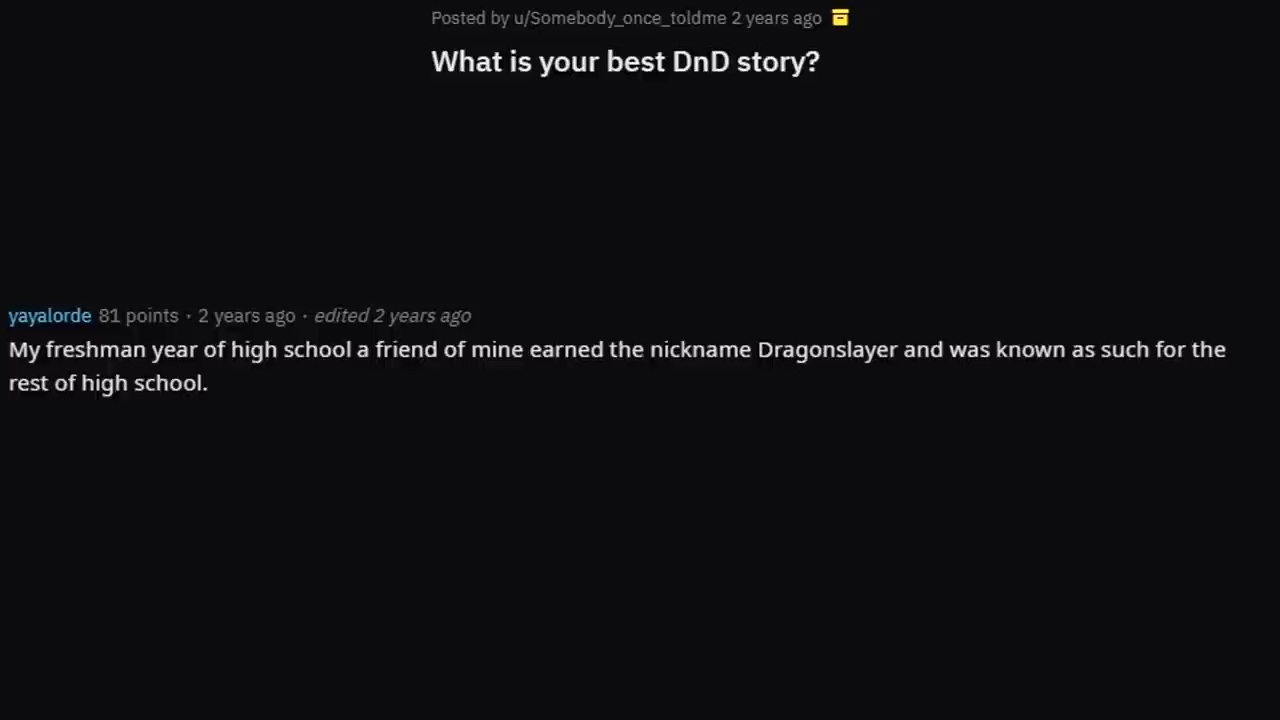 Posted by u/Somebody_once_toldme 2 years ago
What is your best DnD story?
yayalorde 81 points · 2 years ago · edited 2 years ago
My freshman year of high school a friend of mine earned the nickname Dragonslayer and was known as such for the
rest of high school.